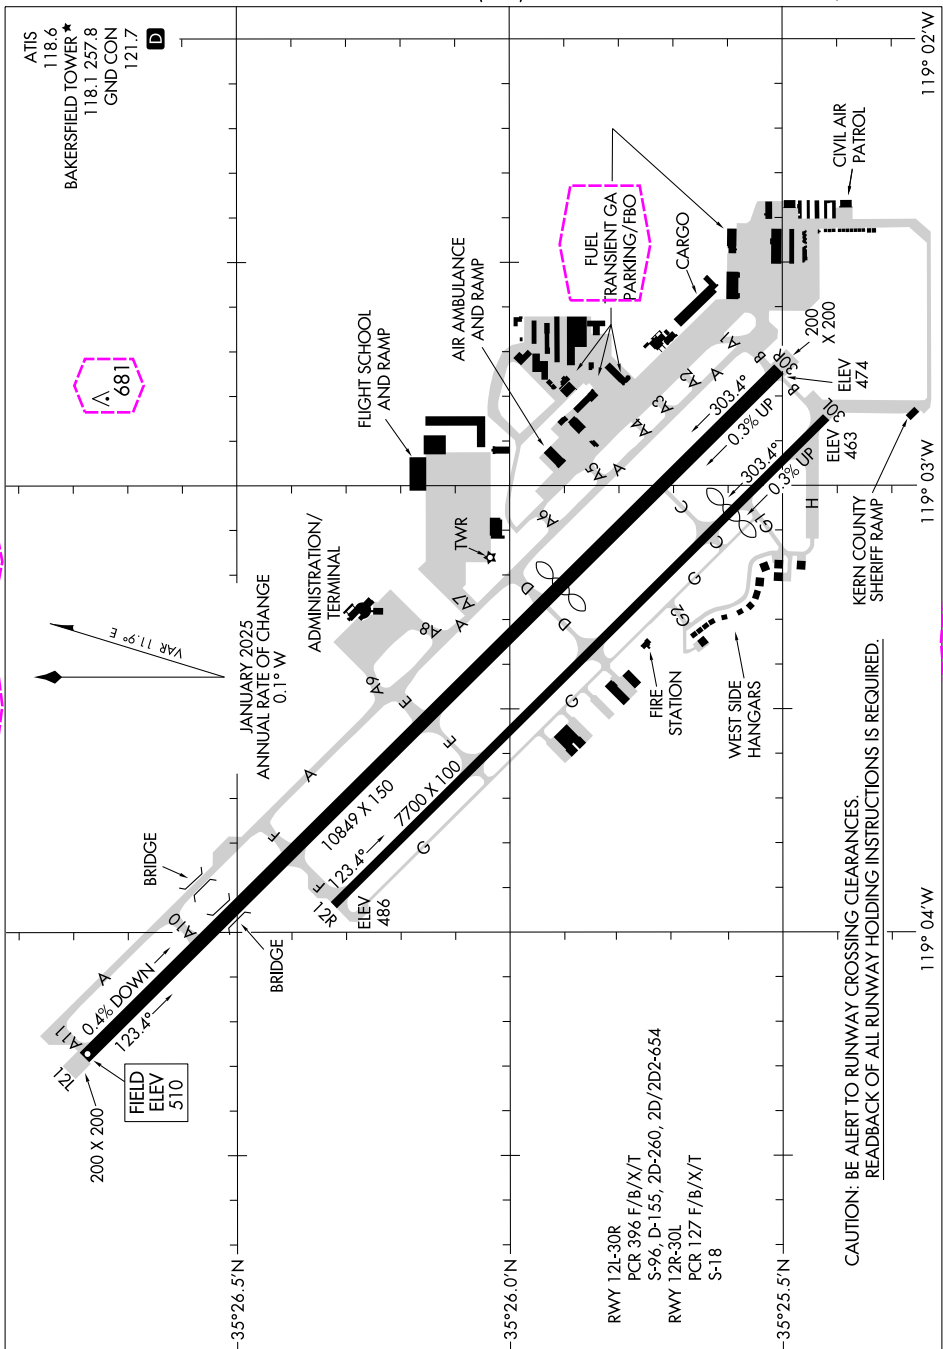 ATIS
118.6
BAKERSFIELD TOWER★
118.1 257.8
GND CON
121.7
D
681
VAR 11.9° E
JANUARY 2025
ANNUAL RATE OF CHANGE
0.1° W
FLIGHT SCHOOL
AND RAMP
AIR AMBULANCE
AND RAMP
FUEL
TRANSIENT GA
PARKING/FBO
CARGO
CIVIL AIR
PATROL
ADMINISTRATION/
TERMINAL
TWR
BRIDGE
BRIDGE
A11
A
A10
A
F
A9
E
A8
A
A7
D
A6
A5
A
A4
A3
A2
A
A1
B
30R
B
200
X 200
12L
0.4% DOWN
123.4°
10849 X 150
303.4°
0.3% UP
ELEV
474
200 X 200
FIELD
ELEV
510
12R
F
123.4°
7700 X 100
E
D
C
C
303.4°
0.3% UP
30L
ELEV
463
ELEV
486
G
G
G
G2
G1
H
FIRE
STATION
WEST SIDE
HANGARS
KERN COUNTY
SHERIFF RAMP
RWY 12L-30R
PCR 396 F/B/X/T
S-96, D-155, 2D-260, 2D/2D2-654
RWY 12R-30L
PCR 127 F/B/X/T
S-18
CAUTION: BE ALERT TO RUNWAY CROSSING CLEARANCES.
READBACK OF ALL RUNWAY HOLDING INSTRUCTIONS IS REQUIRED.
35°26.5'N
35°26.0'N
35°25.5'N
119° 04'W
119° 03'W
119° 02'W